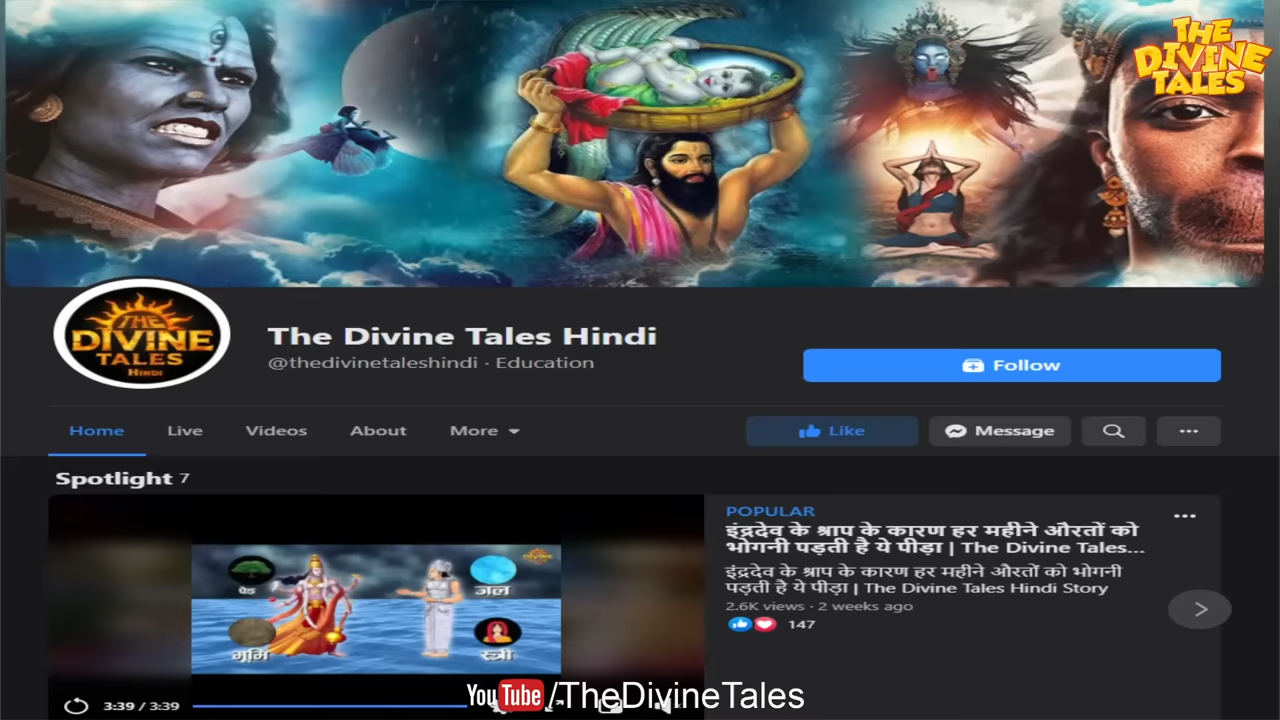 THE
DIVINE
TALES
THE
DIVINE
TALES
HINDI
The Divine Tales Hindi
@thedivinetaleshindi · Education
Follow
Home Live Videos About More
Like Message
Spotlight 7
POPULAR
इंद्रदेव के श्राप के कारण हर महीने औरतों को
भोगनी पड़ती है ये पीड़ा | The Divine Tales...
इंद्रदेव के श्राप के कारण हर महीने औरतों को भोगनी
पड़ती है ये पीड़ा | The Divine Tales Hindi Story
2.6K views · 2 weeks ago
147
पेड़ जल
भूमि स्त्री
3:39 / 3:39
YouTube /TheDivineTales